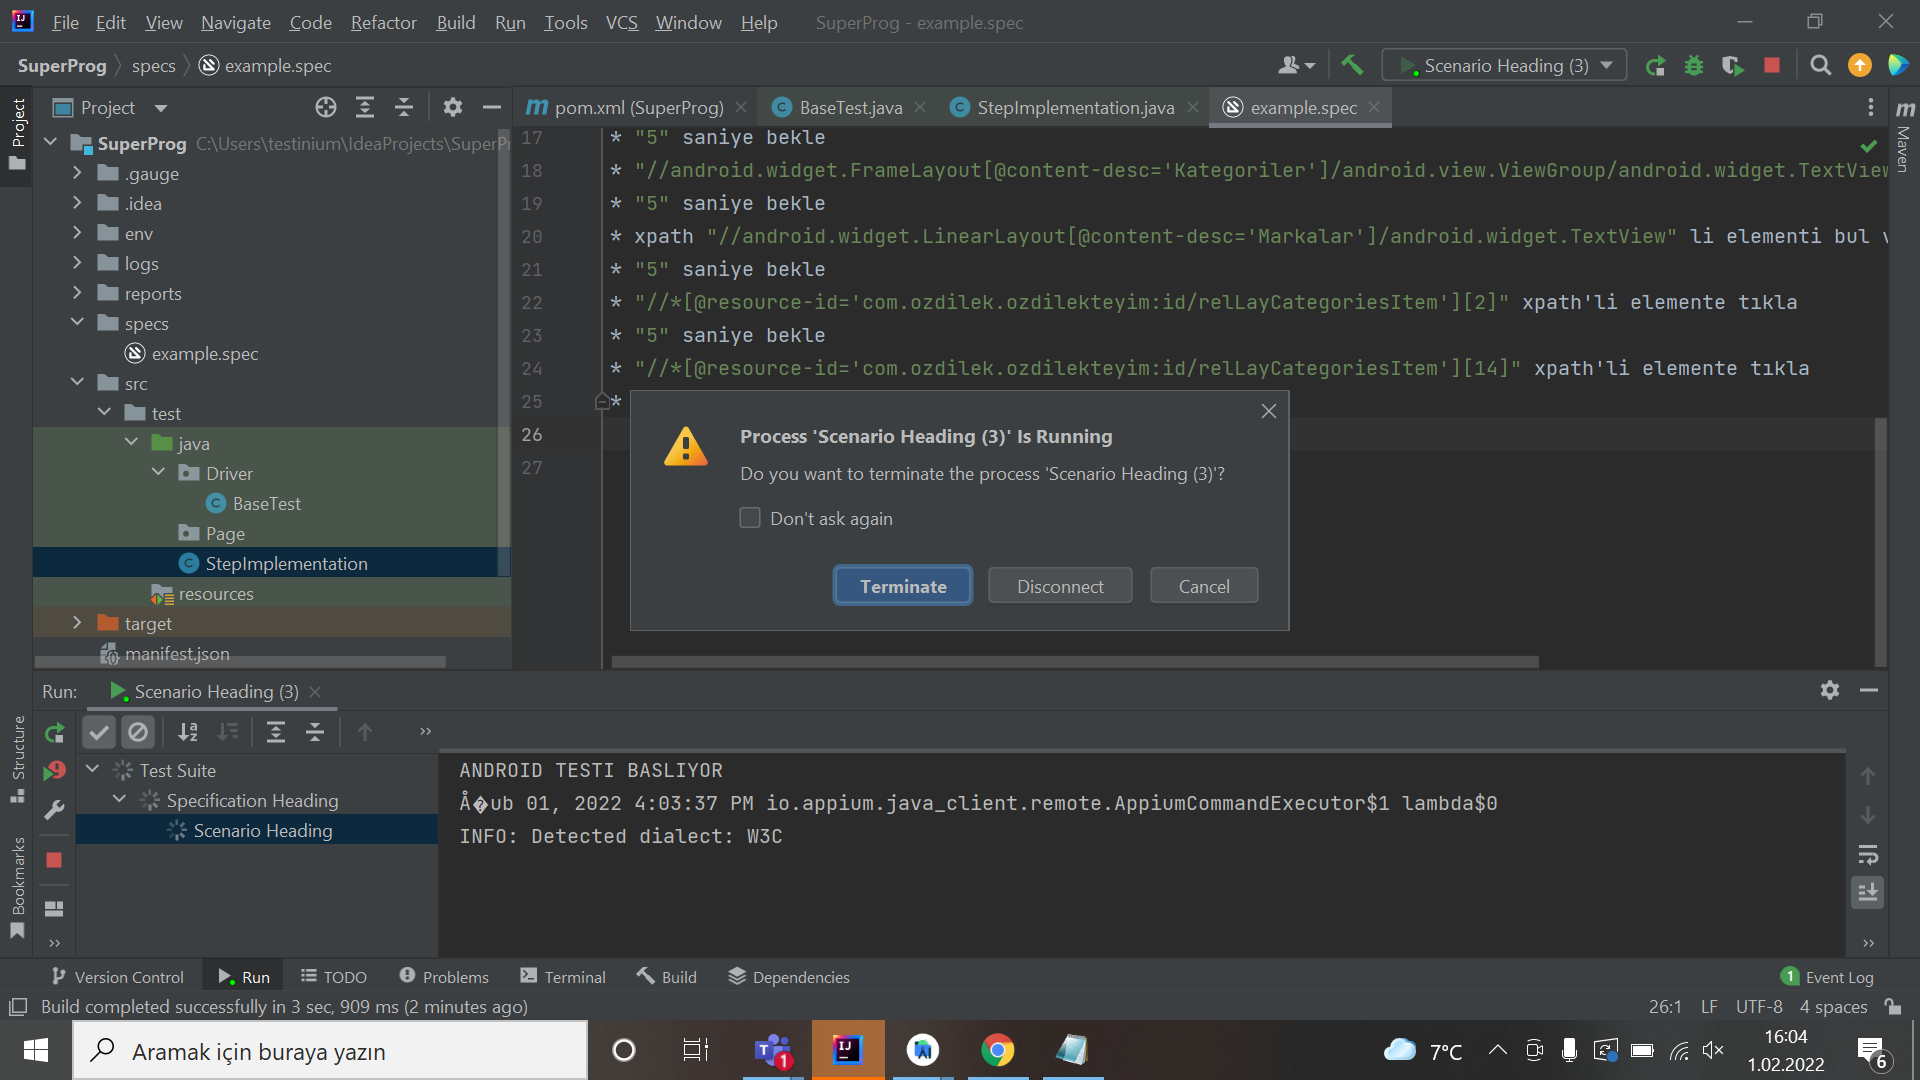 File Edit View Navigate Code Refactor Build Run Tools VCS Window Help SuperProg - example.spec
SuperProg specs example.spec Scenario Heading (3)
Project pom.xml (SuperProg) BaseTest.java StepImplementation.java example.spec
Project
Maven
Structure
Bookmarks
SuperProg C:\Users\testinium\IdeaProjects\SuperP
.gauge
.idea
env
logs
reports
specs
example.spec
src
test
java
Driver
BaseTest
Page
StepImplementation
resources
target
manifest.json
17 * "5" saniye bekle
18 * "//android.widget.FrameLayout[@content-desc='Kategoriler']/android.view.ViewGroup/android.widget.TextView
19 * "5" saniye bekle
20 * xpath "//android.widget.LinearLayout[@content-desc='Markalar']/android.widget.TextView" li elementi bul v
21 * "5" saniye bekle
22 * "//*[@resource-id='com.ozdilek.ozdilekteyim:id/relLayCategoriesItem'][2]" xpath'li elemente tıkla
23 * "5" saniye bekle
24 * "//*[@resource-id='com.ozdilek.ozdilekteyim:id/relLayCategoriesItem'][14]" xpath'li elemente tıkla
25 *
26
27
Process 'Scenario Heading (3)' Is Running
Do you want to terminate the process 'Scenario Heading (3)'?
Don't ask again
Terminate Disconnect Cancel
Run: Scenario Heading (3)
Test Suite
Specification Heading
Scenario Heading
ANDROID TESTI BASLIYOR
Å�ub 01, 2022 4:03:37 PM io.appium.java_client.remote.AppiumCommandExecutor$1 lambda$0
INFO: Detected dialect: W3C
Version Control Run TODO Problems Terminal Build Dependencies 1 Event Log
Build completed successfully in 3 sec, 909 ms (2 minutes ago) 26:1 LF UTF-8 4 spaces
Aramak için buraya yazın 1 7°C 16:04
1.02.2022
6